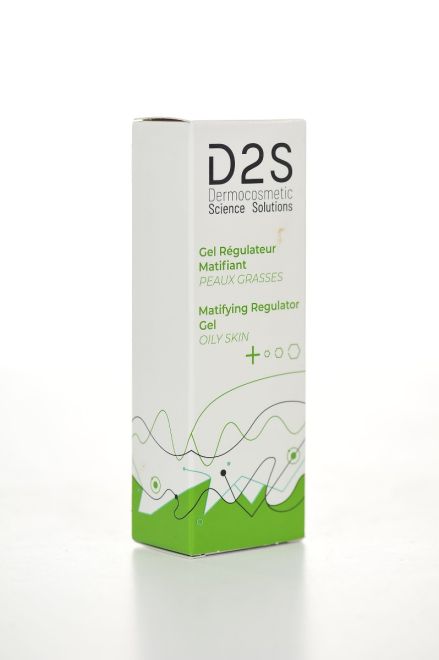 D2S
Dermocosmetic
Science Solutions
Gel Régulateur
Matifiant
PEAUX GRASSES
Matifying Regulator
Gel
OILY SKIN